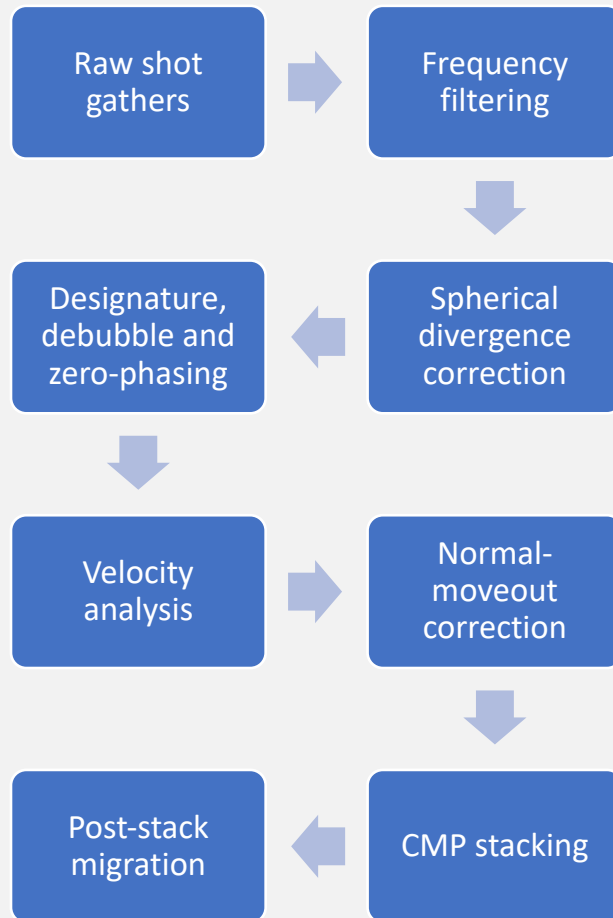 Raw shot
gathers
Frequency
filtering
Spherical
divergence
correction
Designature,
debubble and
zero-phasing
Velocity
analysis
Normal-
moveout
correction
CMP stacking
Post-stack
migration